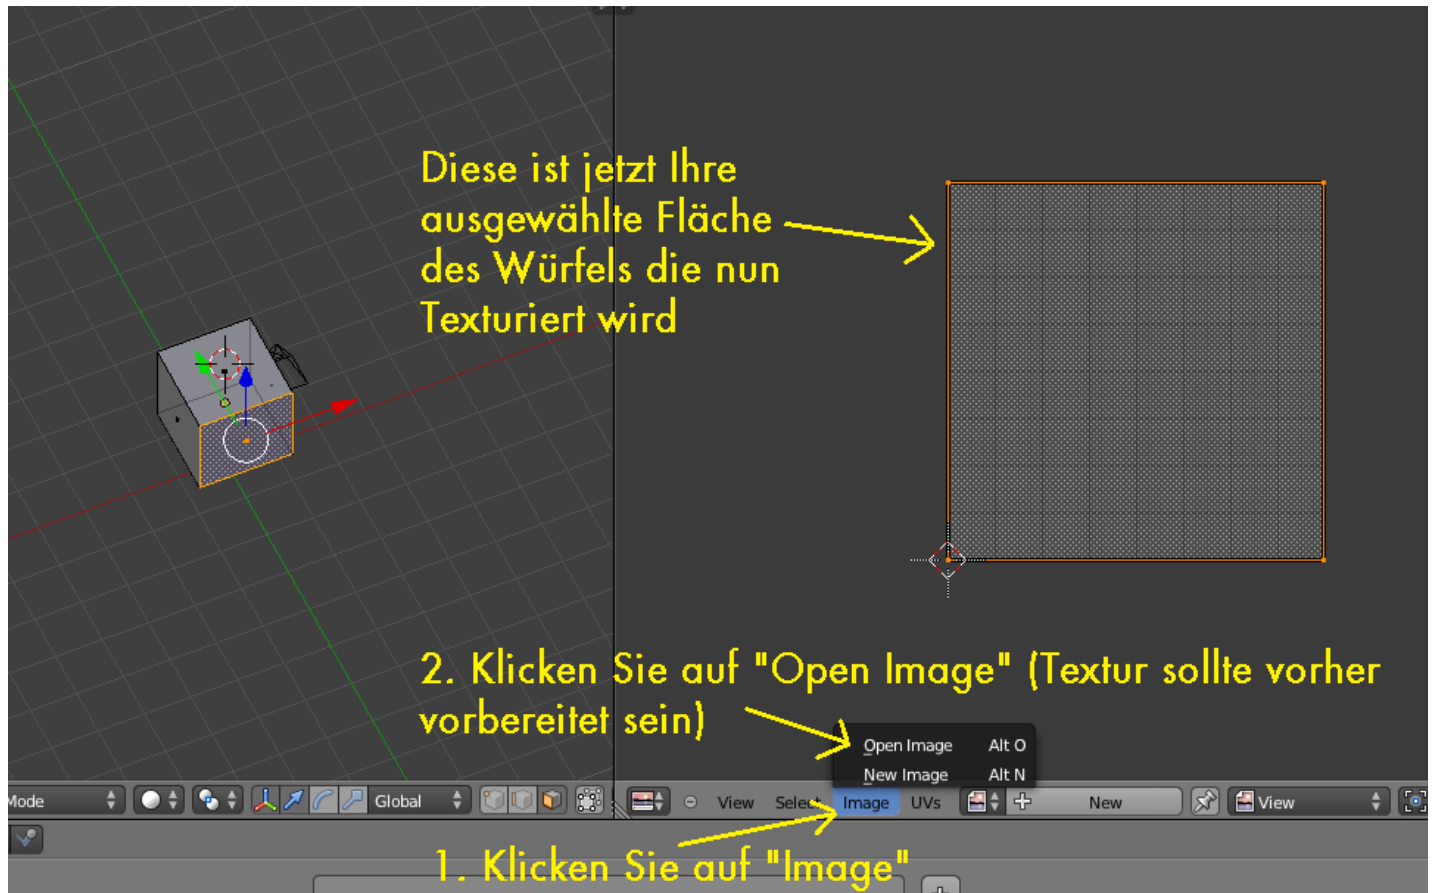 Diese ist jetzt Ihre
ausgewählte Fläche
des Würfels die nun
Texturiert wird
2. Klicken Sie auf "Open Image" (Textur sollte vorher
vorbereitet sein)
Open Image Alt O
New Image Alt N
Mode Global View Select Image UVs New View
1. Klicken Sie auf "Image"